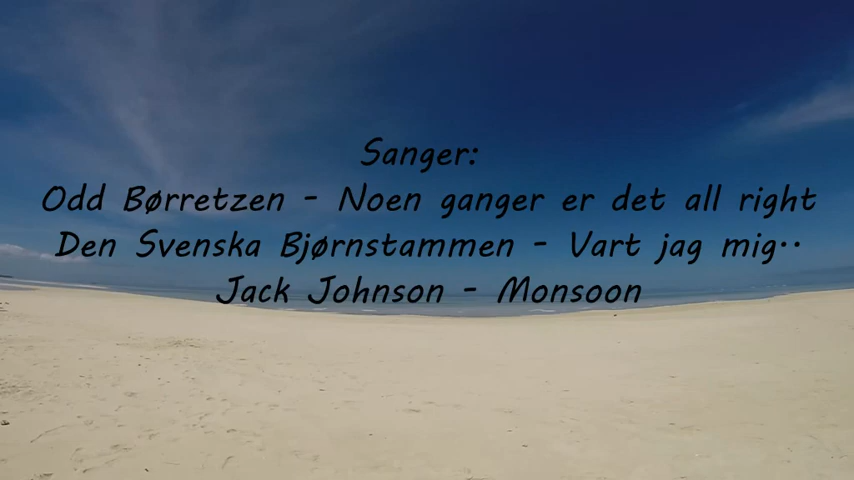 Sanger:
Odd Børretzen - Noen ganger er det all right
Den Svenska Bjørnstammen - Vart jag mig..
Jack Johnson - Monsoon